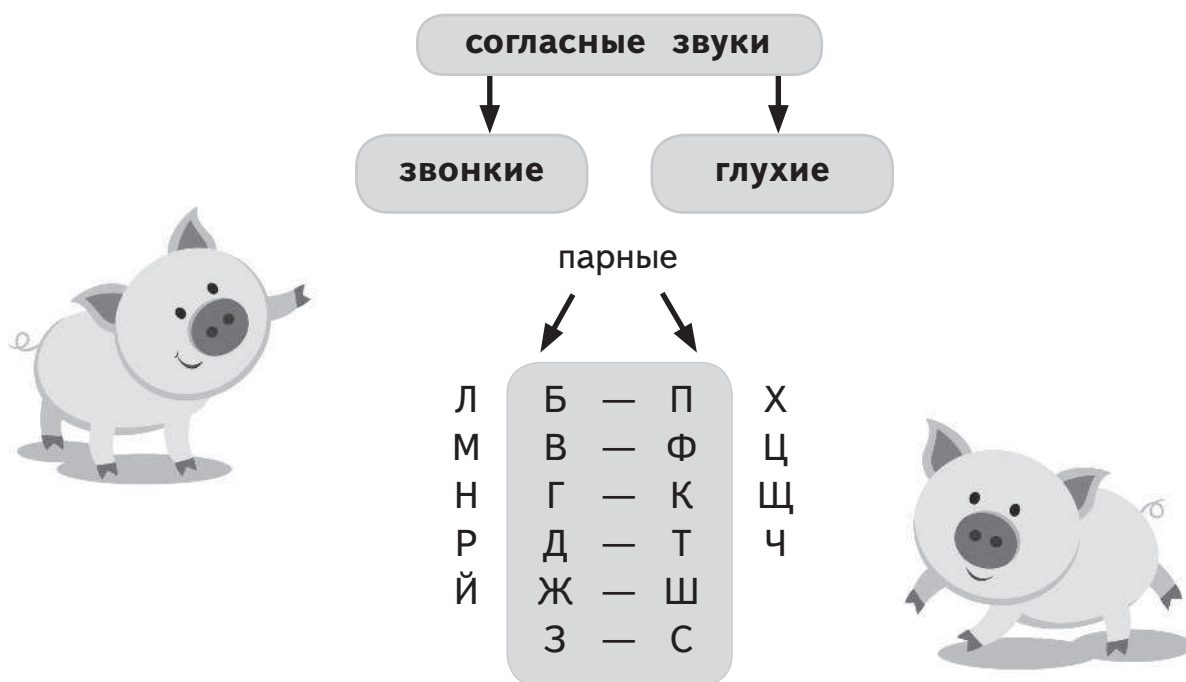 согласные звуки
звонкие глухие
парные
Л Б — П Х
М В — Ф Ц
Н Г — К Щ
Р Д — Т Ч
Й Ж — Ш
З — С